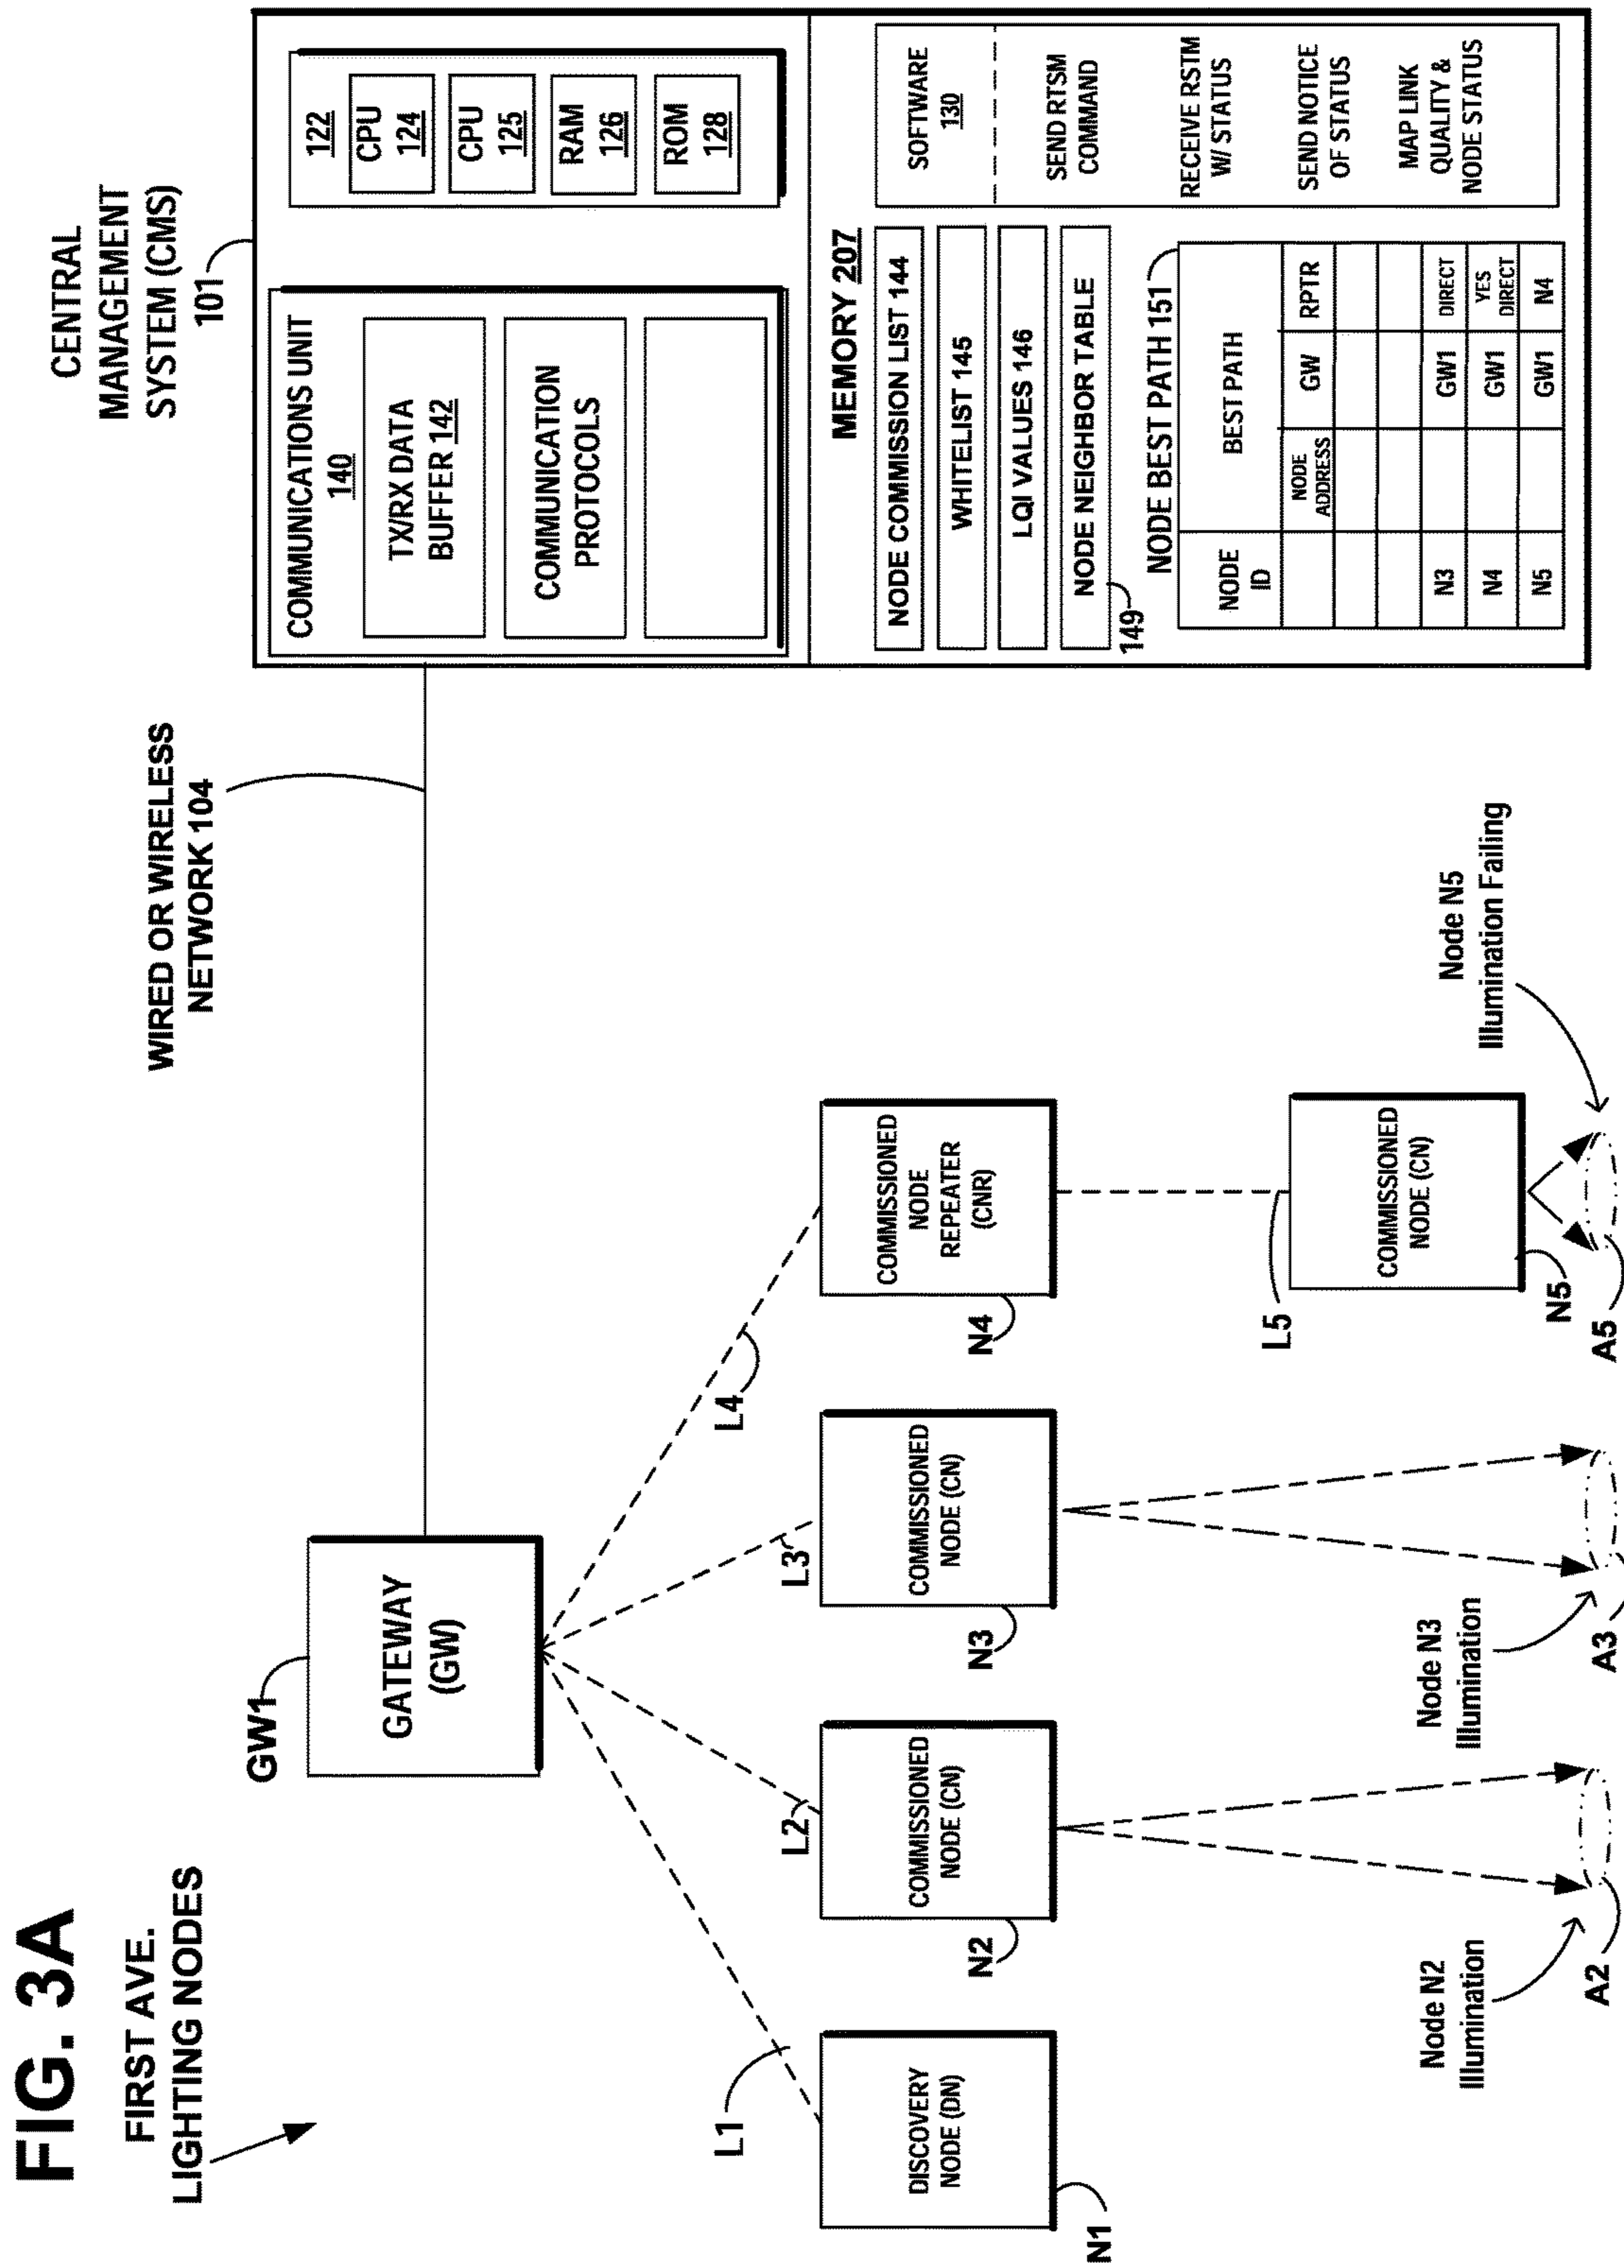 FIG. 3A
FIRST AVE.
LIGHTING NODES
GW1
GATEWAY
(GW)
WIRED OR WIRELESS
NETWORK 104
L1
L2
L3
L4
DISCOVERY
NODE (DN)
N1
COMMISSIONED
NODE (CN)
N2
COMMISSIONED
NODE (CN)
N3
COMMISSIONED
NODE
REPEATER
(CNR)
N4
L5
COMMISSIONED
NODE (CN)
N5
Node N2
Illumination
A2
Node N3
Illumination
A3
Node N5
Illumination Failing
A5
CENTRAL
MANAGEMENT
SYSTEM (CMS)
101
COMMUNICATIONS UNIT
140
TX/RX DATA
BUFFER 142
COMMUNICATION
PROTOCOLS
122
CPU
124
CPU
125
RAM
126
ROM
128
MEMORY 207
NODE COMMISSION LIST 144
WHITELIST 145
LQI VALUES 146
NODE NEIGHBOR TABLE
149
NODE BEST PATH 151
NODE
ID
BEST PATH
NODE
ADDRESS
GW
RPTR
N3
GW1
DIRECT
N4
GW1
YES
DIRECT
N5
GW1
N4
SOFTWARE
130
SEND RTSM
COMMAND
RECEIVE RSTM
W/ STATUS
SEND NOTICE
OF STATUS
MAP LINK
QUALITY &
NODE STATUS